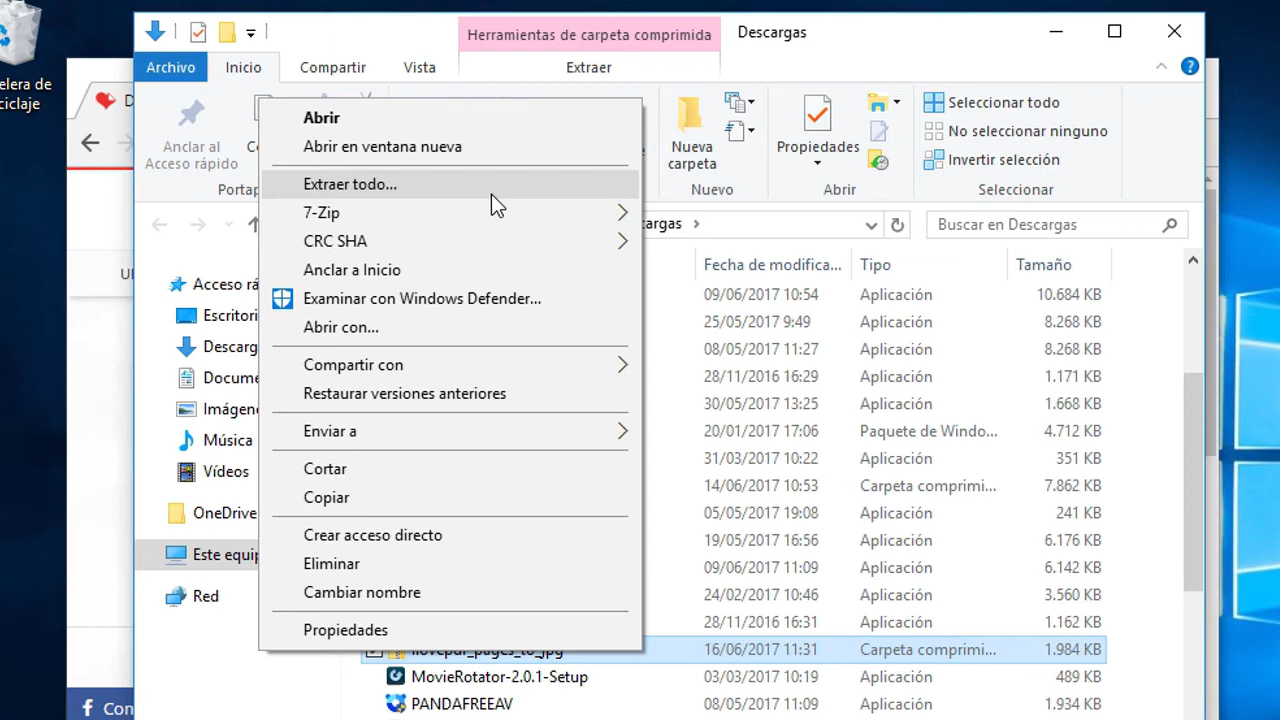 Herramientas de carpeta comprimida
Descargas
Archivo
Inicio
Compartir
Vista
Extraer
Anclar al
Acceso rápido
Nueva
carpeta
Nuevo
Propiedades
Abrir
Seleccionar todo
No seleccionar ninguno
Invertir selección
Seleccionar
Abrir
Abrir en ventana nueva
Extraer todo...
7-Zip
CRC SHA
Anclar a Inicio
Examinar con Windows Defender...
Abrir con...
Compartir con
Restaurar versiones anteriores
Enviar a
Cortar
Copiar
Crear acceso directo
Eliminar
Cambiar nombre
Propiedades
cargas
Buscar en Descargas
Acceso rá
Escritori
Descarg
Docume
Imágen
Música
Vídeos
OneDrive
Este equip
Red
Fecha de modifica... Tipo Tamaño
09/06/2017 10:54 Aplicación 10.684 KB
25/05/2017 9:49 Aplicación 8.268 KB
08/05/2017 11:27 Aplicación 8.268 KB
28/11/2016 16:29 Aplicación 1.171 KB
30/05/2017 13:25 Aplicación 1.668 KB
20/01/2017 17:06 Paquete de Windo... 4.712 KB
31/03/2017 10:22 Aplicación 351 KB
14/06/2017 10:53 Carpeta comprimi... 7.862 KB
05/05/2017 19:08 Aplicación 241 KB
19/05/2017 16:56 Aplicación 6.176 KB
09/06/2017 11:09 Aplicación 6.142 KB
24/02/2017 10:46 Aplicación 3.560 KB
28/11/2016 16:31 Aplicación 1.162 KB
ilovepdf_pages_to_jpg 16/06/2017 11:31 Carpeta comprimi... 1.984 KB
MovieRotator-2.0.1-Setup 03/03/2017 10:19 Aplicación 489 KB
PANDAFREEAV 08/05/2017 11:09 Aplicación 1.934 KB
elera de
ciclaje
f Con